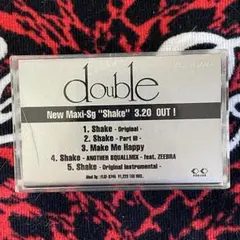 double
New Maxi-Sg "Shake" 3.20 OUT !
1. Shake - Original -
2. Shake - Part III -
3. Make Me Happy
4. Shake - ANOTHER SQUALLMIX - feat. ZEEBRA
5. Shake - Original Instrumental -